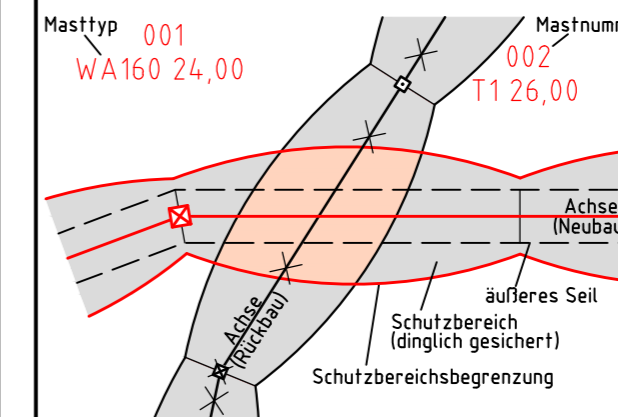 Masttyp
001
WA160 24,00
Mastnumm
002
T1 26,00
Achse
(Neubau
äußeres Seil
Schutzbereich
(dinglich gesichert)
Schutzbereichsbegrenzung
Achse
(Rückbau)